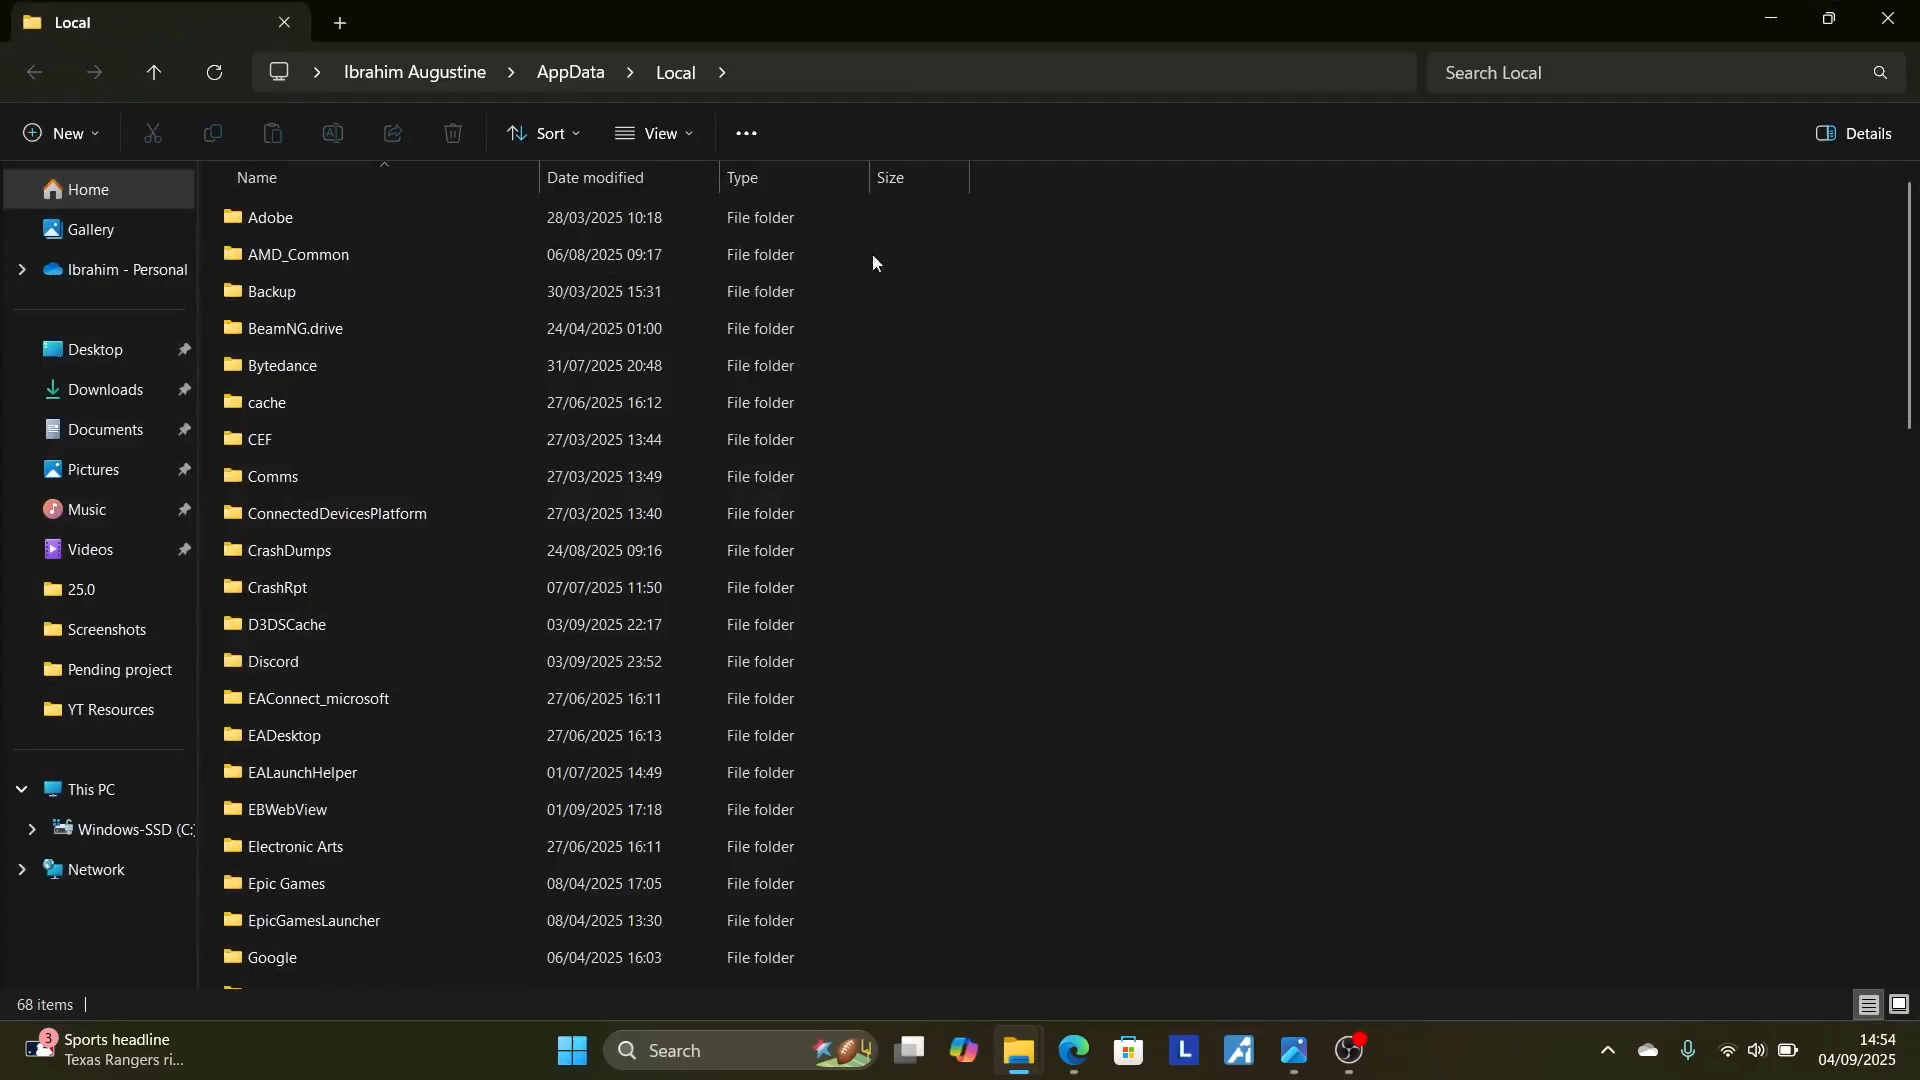 Local
Ibrahim Augustine
AppData
Local
Search Local
New
Sort
View
Details
Home
Gallery
Ibrahim - Personal
Desktop
Downloads
Documents
Pictures
Music
Videos
25.0
Screenshots
Pending project
YT Resources
This PC
Windows-SSD (C:)
Network
Name Date modified Type Size
Adobe 28/03/2025 10:18 File folder
AMD_Common 06/08/2025 09:17 File folder
Backup 30/03/2025 15:31 File folder
BeamNG.drive 24/04/2025 01:00 File folder
Bytedance 31/07/2025 20:48 File folder
cache 27/06/2025 16:12 File folder
CEF 27/03/2025 13:44 File folder
Comms 27/03/2025 13:49 File folder
ConnectedDevicesPlatform 27/03/2025 13:40 File folder
CrashDumps 24/08/2025 09:16 File folder
CrashRpt 07/07/2025 11:50 File folder
D3DSCache 03/09/2025 22:17 File folder
Discord 03/09/2025 23:52 File folder
EAConnect_microsoft 27/06/2025 16:11 File folder
EADesktop 27/06/2025 16:13 File folder
EALaunchHelper 01/07/2025 14:49 File folder
EBWebView 01/09/2025 17:18 File folder
Electronic Arts 27/06/2025 16:11 File folder
Epic Games 08/04/2025 17:05 File folder
EpicGamesLauncher 08/04/2025 13:30 File folder
Google 06/04/2025 16:03 File folder
68 items
3
Sports headline
Texas Rangers ri...
Search
L
14:54
04/09/2025